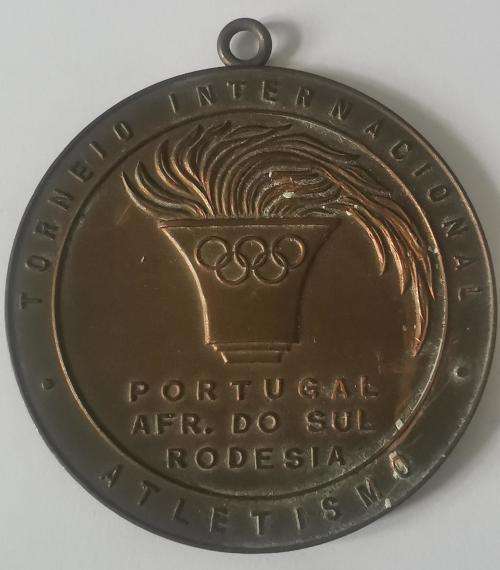 TORNEIO INTERNACIONAL
PORTUGAL
AFR. DO SUL
RODESIA
ATLETISMO